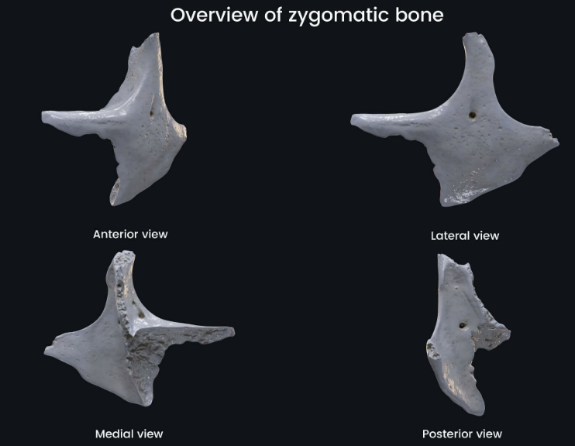 Overview of zygomatic bone
Anterior view
Lateral view
Medial view
Posterior view